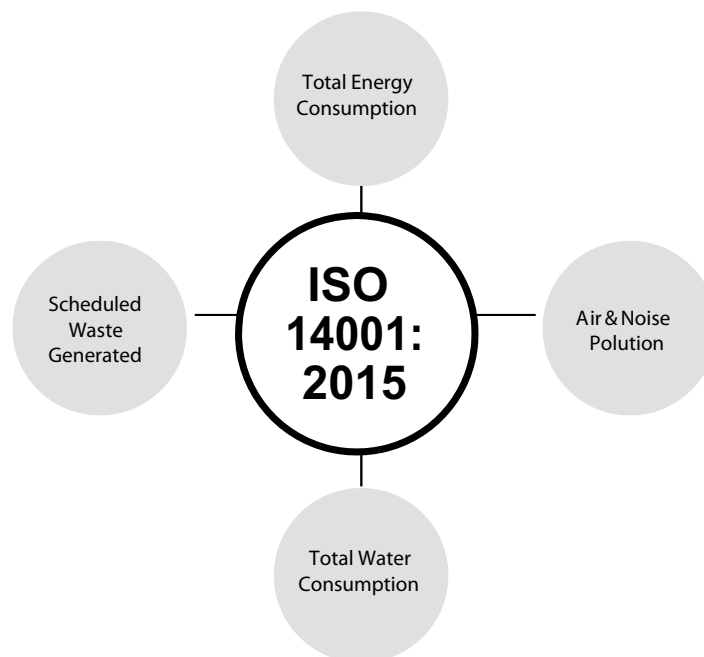 Total Energy
Consumption
Scheduled
Waste
Generated
ISO
14001:
2015
Air & Noise
Polution
Total Water
Consumption